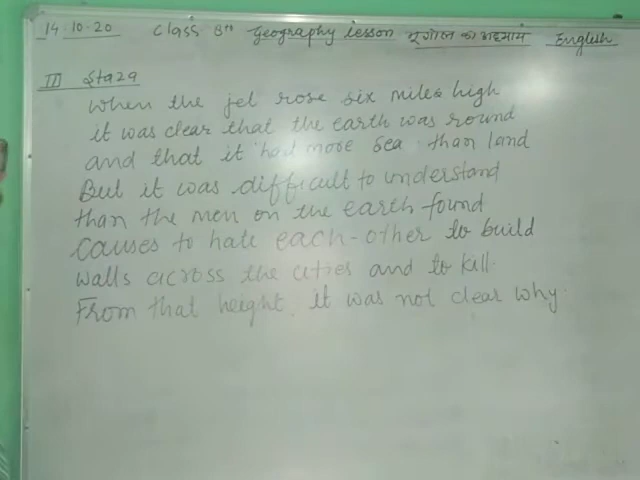 14.10.20 Class 8th Geography lesson भूगोल का अध्याय English
III Staza
When the jet rose six miles high
it was clear that the earth was round
and that it had more sea than land
But it was difficult to understand
than the men on the earth found
causes to hate each-other to build
walls across the cities and to kill.
From that height, it was not clear why.